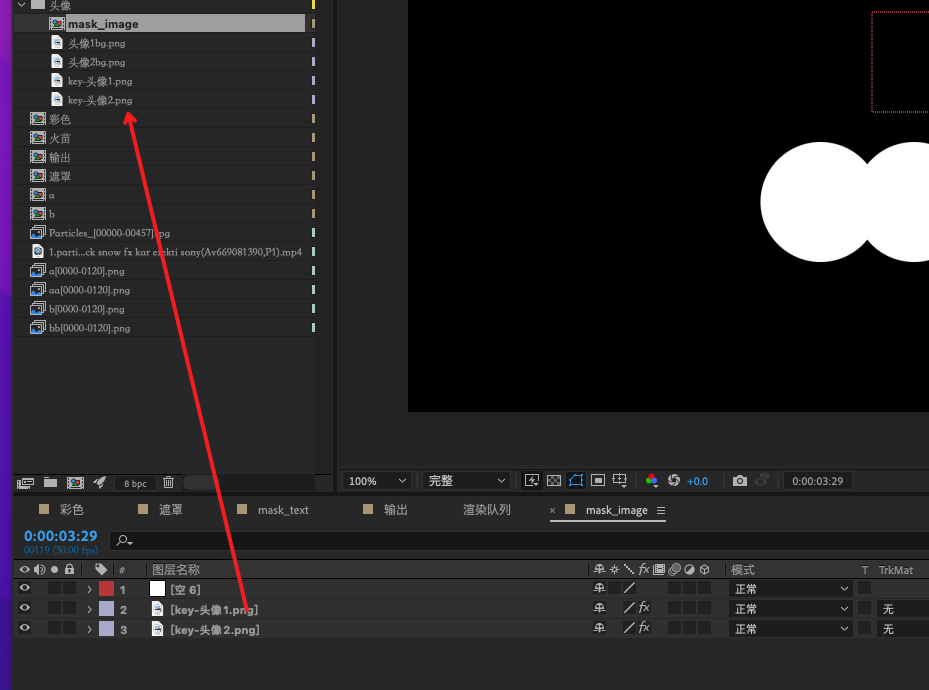 头像
mask_image
头像1bg.png
头像2bg.png
key-头像1.png
key-头像2.png
彩色
火苗
输出
遮罩
a
b
Particles_[00000-00457].jpg
1.parti...ck snow fx kar efekti sony(Av669081390,P1).mp4
a[0000-0120].png
aa[0000-0120].png
b[0000-0120].png
bb[0000-0120].png
8 bpc
100% 完整 +0.0 0:00:03:29
彩色 遮罩 mask_text 输出 渲染队列 × mask_image
0:00:03:29
00119 (30.00 fps)
# 图层名称 fx 模式 T TrkMat
1 [空 6] 正常
2 [key-头像1.png] fx 正常 无
3 [key-头像2.png] fx 正常 无